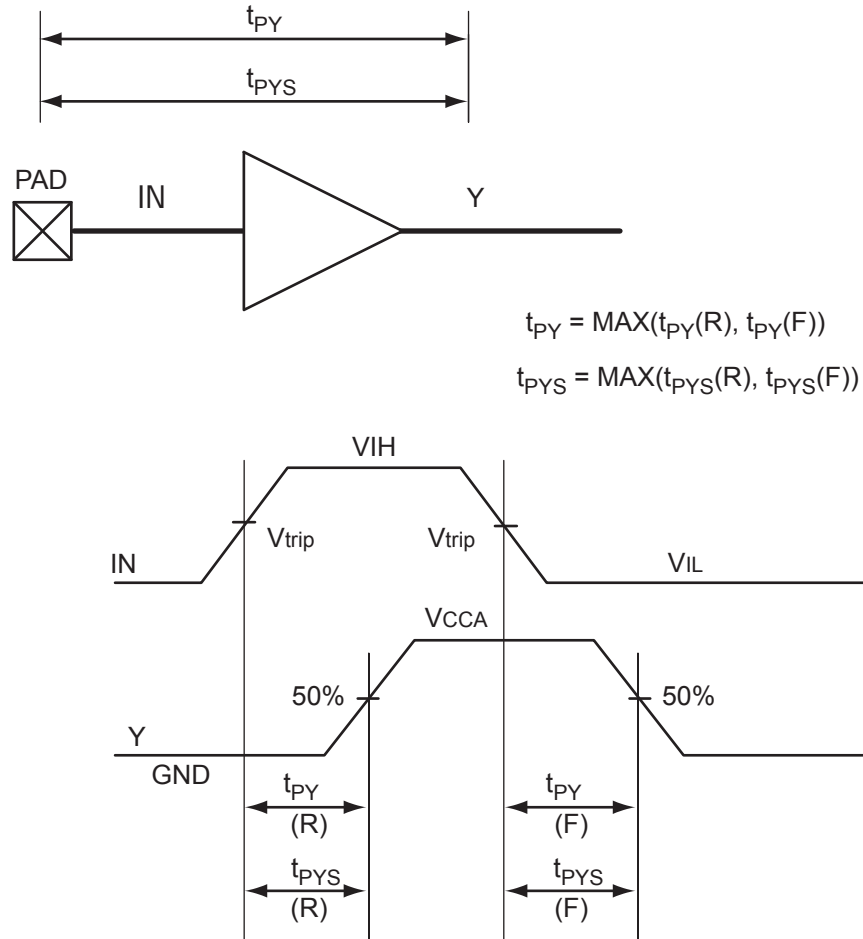 tPY
tPYS
PAD
IN
Y
tPY = MAX(tPY(R), tPY(F))
tPYS = MAX(tPYS(R), tPYS(F))
VIH
Vtrip
Vtrip
IN
VIL
VCCA
50%
50%
Y
GND
tPY
(R)
tPY
(F)
tPYS
(R)
tPYS
(F)